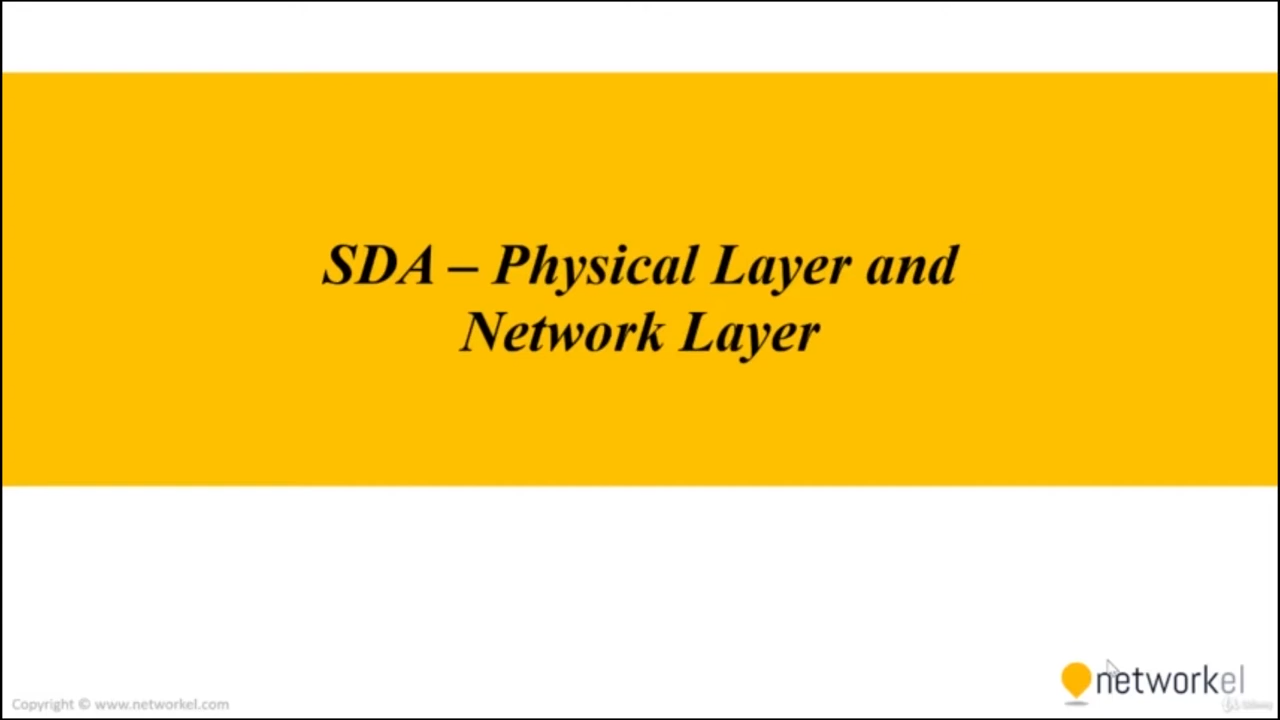 SDA – Physical Layer and
Network Layer
networkel
Copyright © www.networkel.com